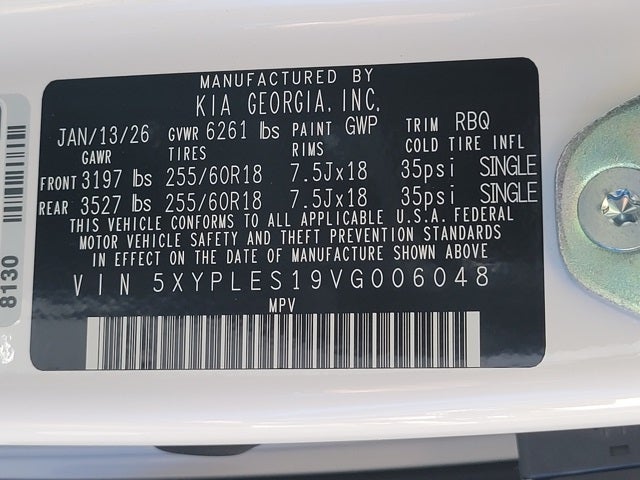 MANUFACTURED BY
KIA GEORGIA, INC.
JAN/13/26 GVWR 6261 lbs PAINT GWP TRIM RBQ
GAWR TIRES RIMS COLD TIRE INFL
FRONT 3197 lbs 255/60R18 7.5Jx18 35psi SINGLE
REAR 3527 lbs 255/60R18 7.5Jx18 35psi SINGLE
THIS VEHICLE CONFORMS TO ALL APPLICABLE U.S.A. FEDERAL
MOTOR VEHICLE SAFETY AND THEFT PREVENTION STANDARDS
IN EFFECT ON THE DATE OF MANUFACTURE SHOWN ABOVE
VIN 5XYPLES19VG006048
MPV
8130